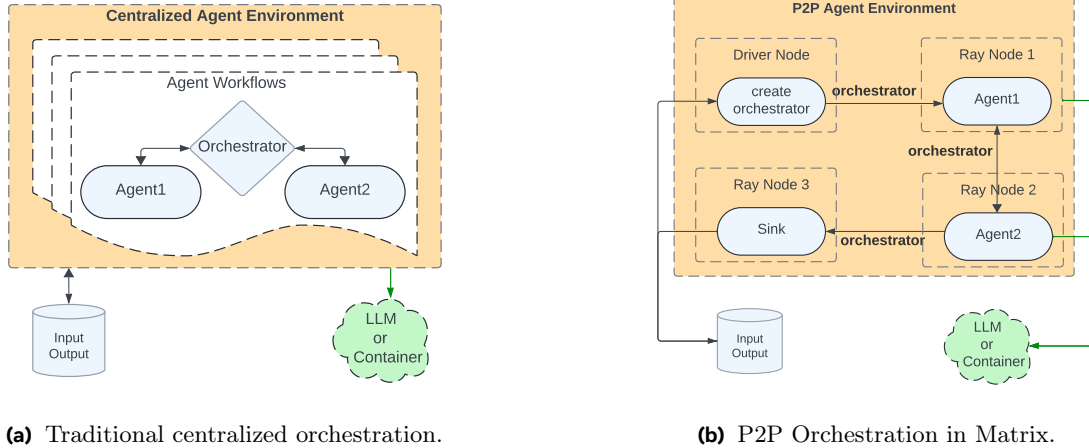 Centralized Agent Environment
Agent Workflows
Orchestrator
Agent1
Agent2
Input
Output
LLM
or
Container
(a) Traditional centralized orchestration.
P2P Agent Environment
Driver Node
create
orchestrator
orchestrator
Ray Node 1
Agent1
orchestrator
Ray Node 3
Sink
orchestrator
Ray Node 2
Agent2
Input
Output
LLM
or
Container
(b) P2P Orchestration in Matrix.